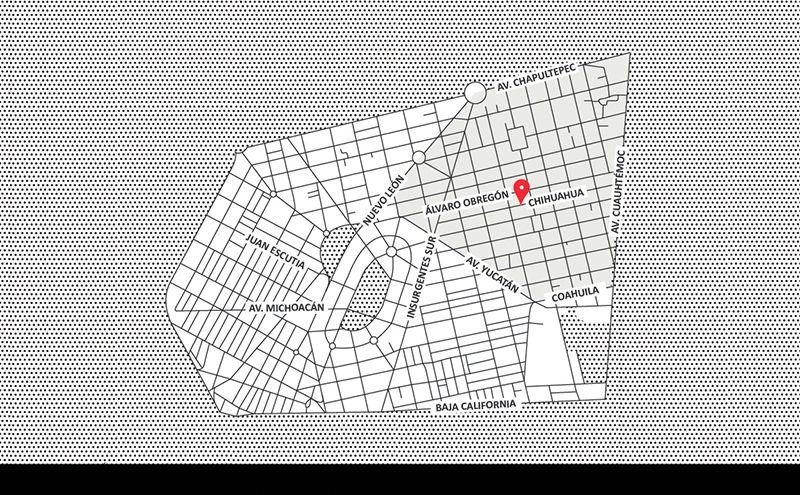 AV. CHAPULTEPEC
AV. CUAUHTÉMOC
NUEVO LEÓN
ÁLVARO OBREGÓN
CHIHUAHUA
JUAN ESCUTIA
INSURGENTES SUR
AV. YUCATÁN
COAHUILA
AV. MICHOACÁN
BAJA CALIFORNIA